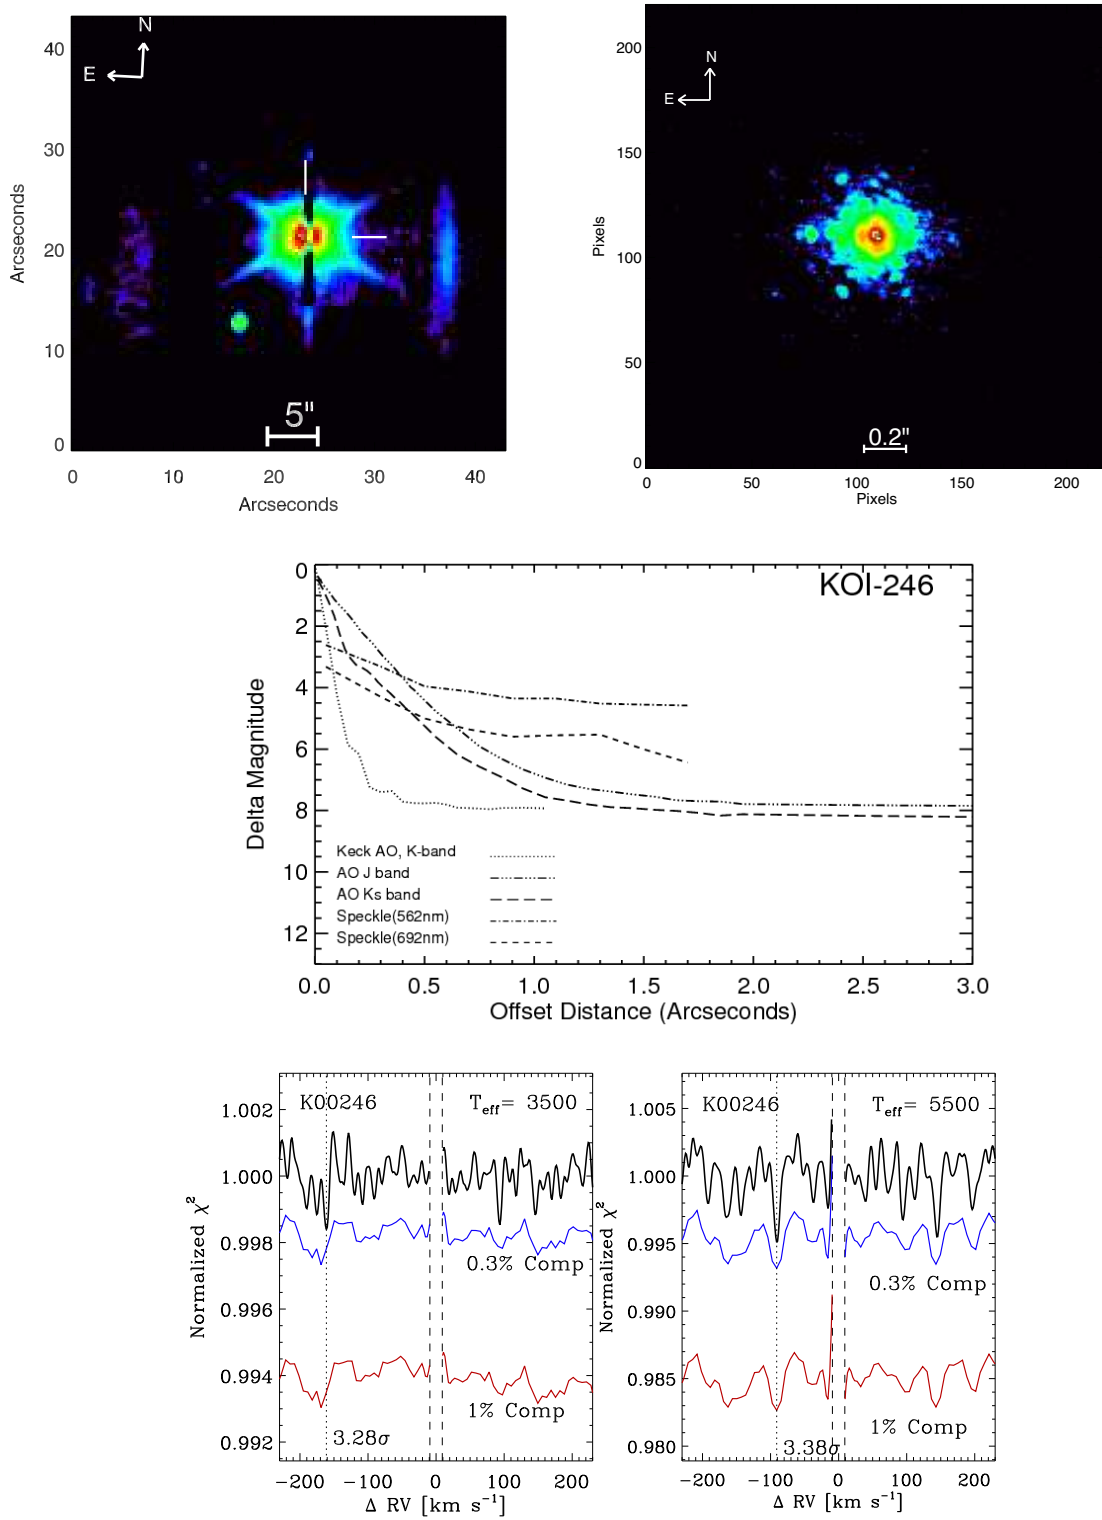 N
E
40
30
20
10
0
Arcseconds
5"
0 10 20 30 40
Arcseconds
N
E
200
150
100
50
0
Pixels
0.2"
0 50 100 150 200
Pixels
KOI-246
0
2
4
6
8
10
12
Delta Magnitude
Keck AO, K-band
AO J band
AO Ks band
Speckle(562nm)
Speckle(692nm)
0.0 0.5 1.0 1.5 2.0 2.5 3.0
Offset Distance (Arcseconds)
K00246 Teff= 3500
1.002
1.000
0.998
0.996
0.994
0.992
Normalized χ²
0.3% Comp
1% Comp
3.28σ
−200 −100 0 100 200
Δ RV [km s⁻¹]
K00246 Teff= 5500
1.005
1.000
0.995
0.990
0.985
0.980
Normalized χ²
0.3% Comp
1% Comp
3.38σ
−200 −100 0 100 200
Δ RV [km s⁻¹]